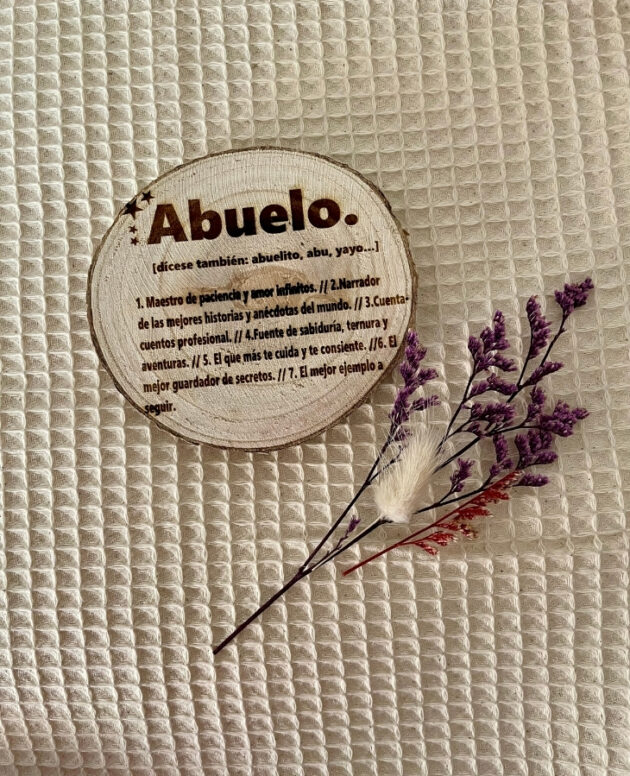 Abuelo.
[dícese también: abuelito, abu, yayo...]
1. Maestro de paciencia y amor infinitos. // 2.Narrador
de las mejores historias y anécdotas del mundo. // 3.Cuenta-
cuentos profesional. // 4.Fuente de sabiduría, ternura y
aventuras. // 5. El que más te cuida y te consiente. //6. El
mejor guardador de secretos. // 7. El mejor ejemplo a
seguir.